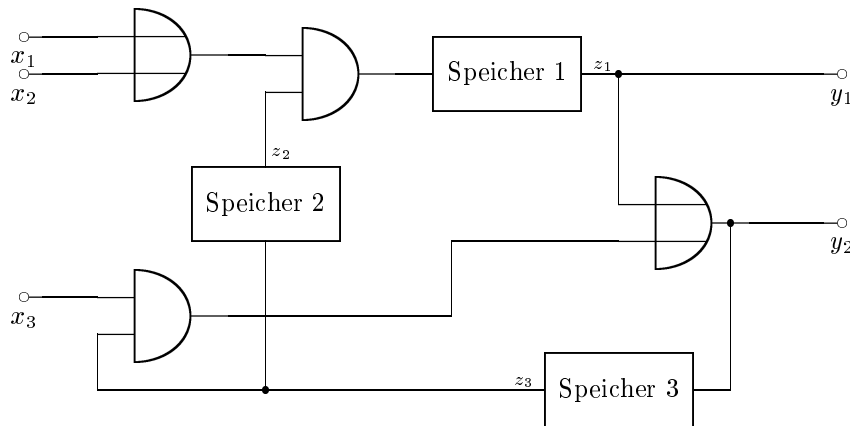 x₁
x₂
Speicher 1
z₁
y₁
z₂
Speicher 2
y₂
x₃
z₃
Speicher 3